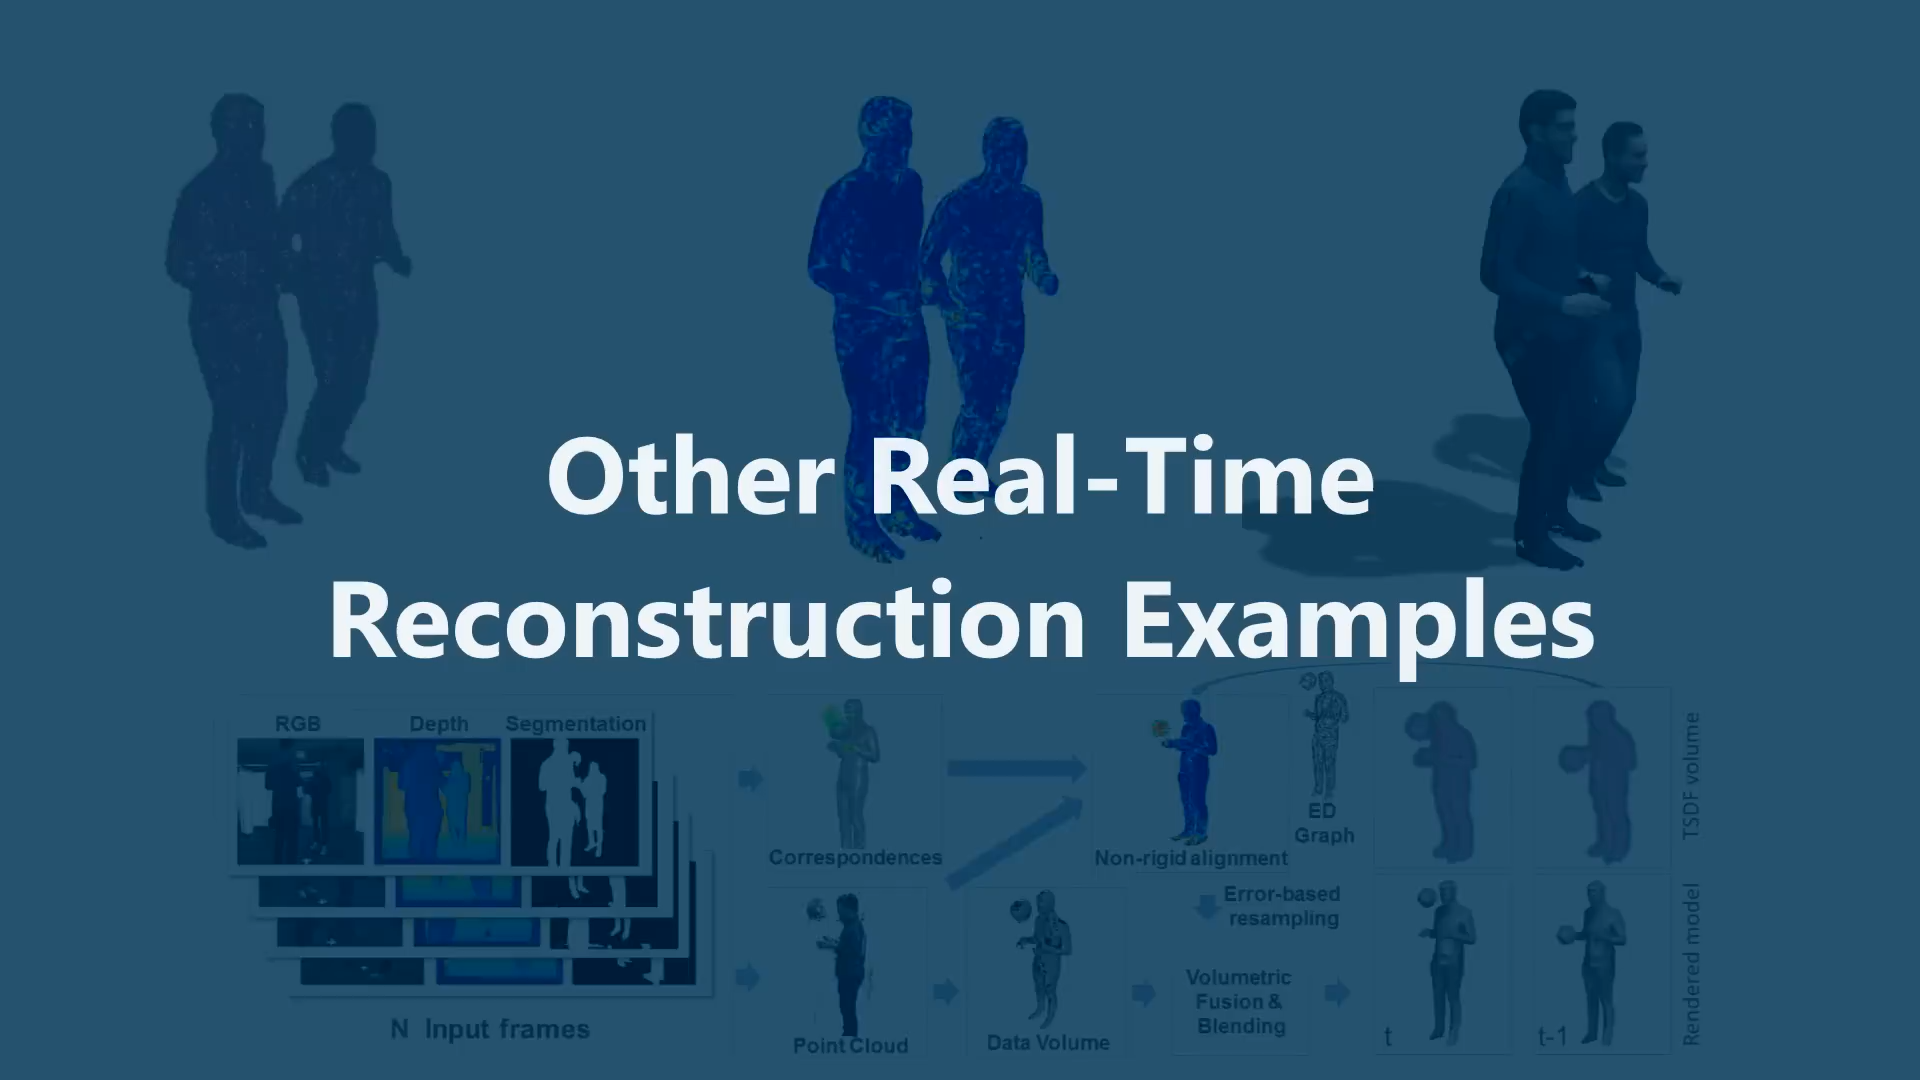 Other Real-Time
Reconstruction Examples
RGB
Depth
Segmentation
N Input frames
Correspondences
Point Cloud
Data Volume
Non-rigid alignment
ED
Graph
Error-based
resampling
Volumetric
Fusion &
Blending
TSDF volume
Rendered model
t
t-1